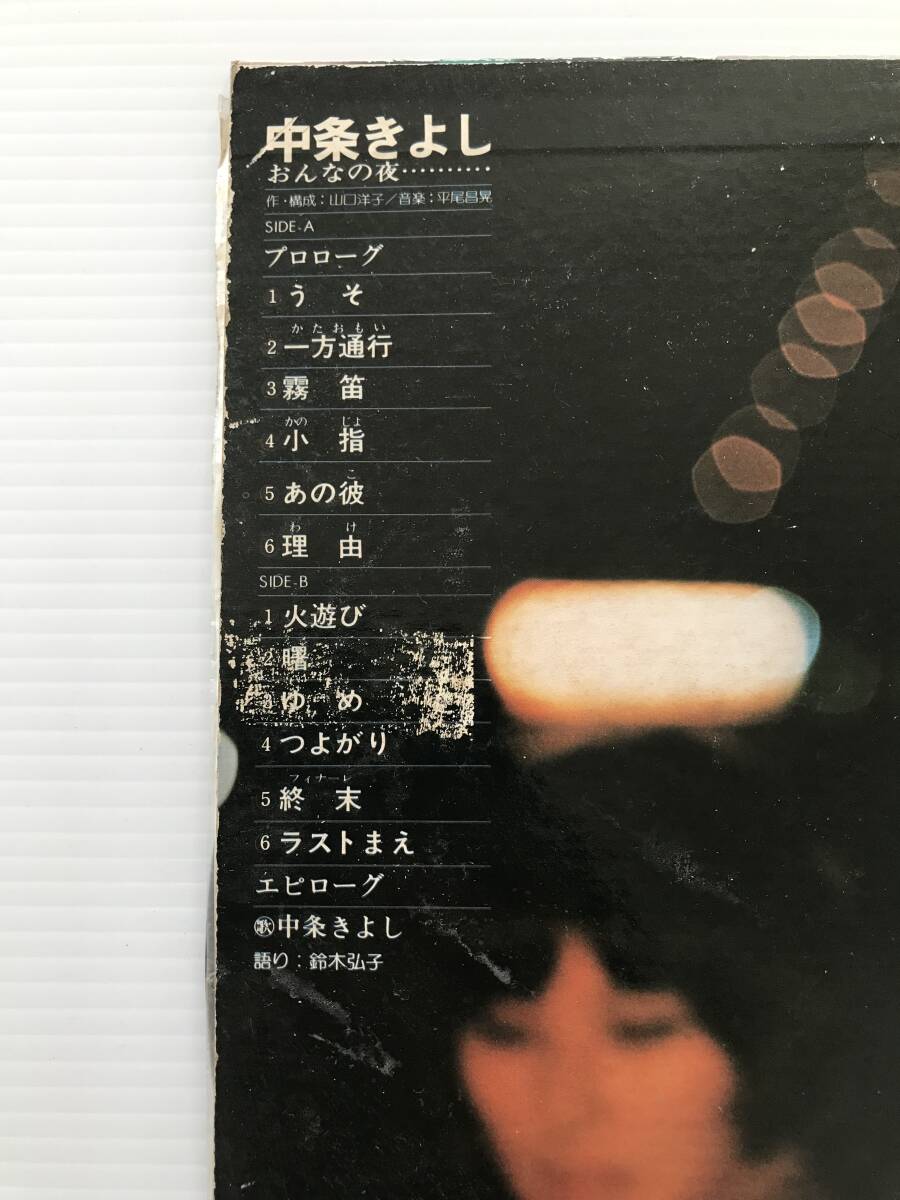 中条きよし
おんなの夜‥‥‥‥‥
作・構成：山口洋子／音楽：平尾昌晃
SIDE-A
プロローグ
1 うそ
かたおもい
2 一方通行
3 霧笛
かの じょ
4 小指
こ
5 あの彼
わ け
6 理由
SIDE-B
1 火遊び
2 曙
3 ゆめ
4 つよがり
フィナーレ
5 終末
6 ラストまえ
エピローグ
歌 中条きよし
語り：鈴木弘子